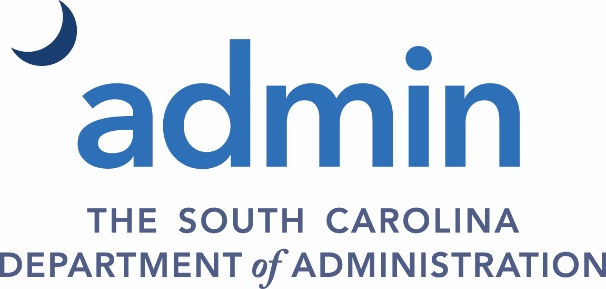 admin
THE SOUTH CAROLINA
DEPARTMENT of ADMINISTRATION